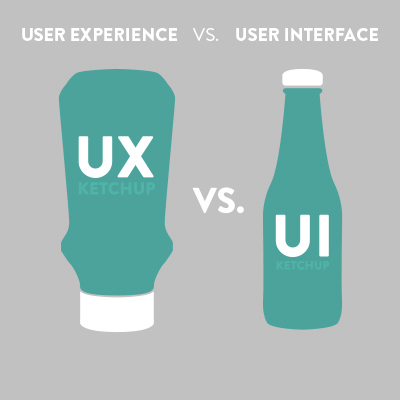 USER EXPERIENCE VS. USER INTERFACE
UX
KETCHUP
VS.
UI
KETCHUP